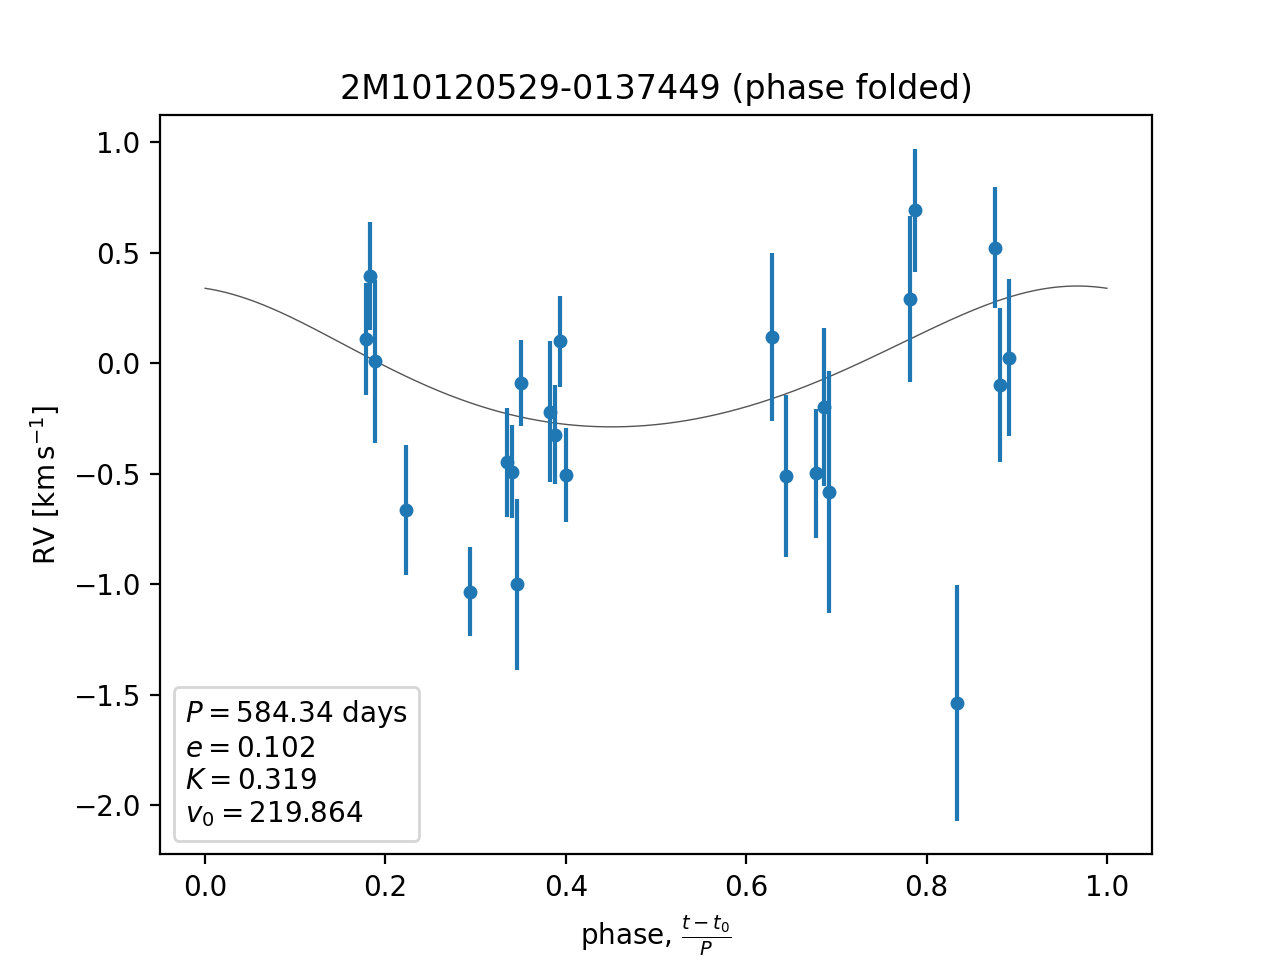 2M10120529-0137449 (phase folded)
1.0
0.5
0.0
−0.5
−1.0
−1.5
−2.0
RV [km s⁻¹]
P = 584.34 days
e = 0.102
K = 0.319
v₀ = 219.864
0.0 0.2 0.4 0.6 0.8 1.0
phase, (t − t₀)/P